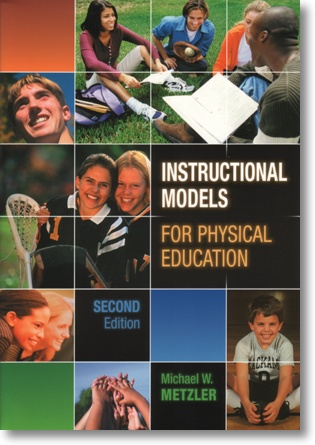 INSTRUCTIONAL
MODELS
FOR PHYSICAL
EDUCATION
SECOND
Edition
Michael W.
METZLER